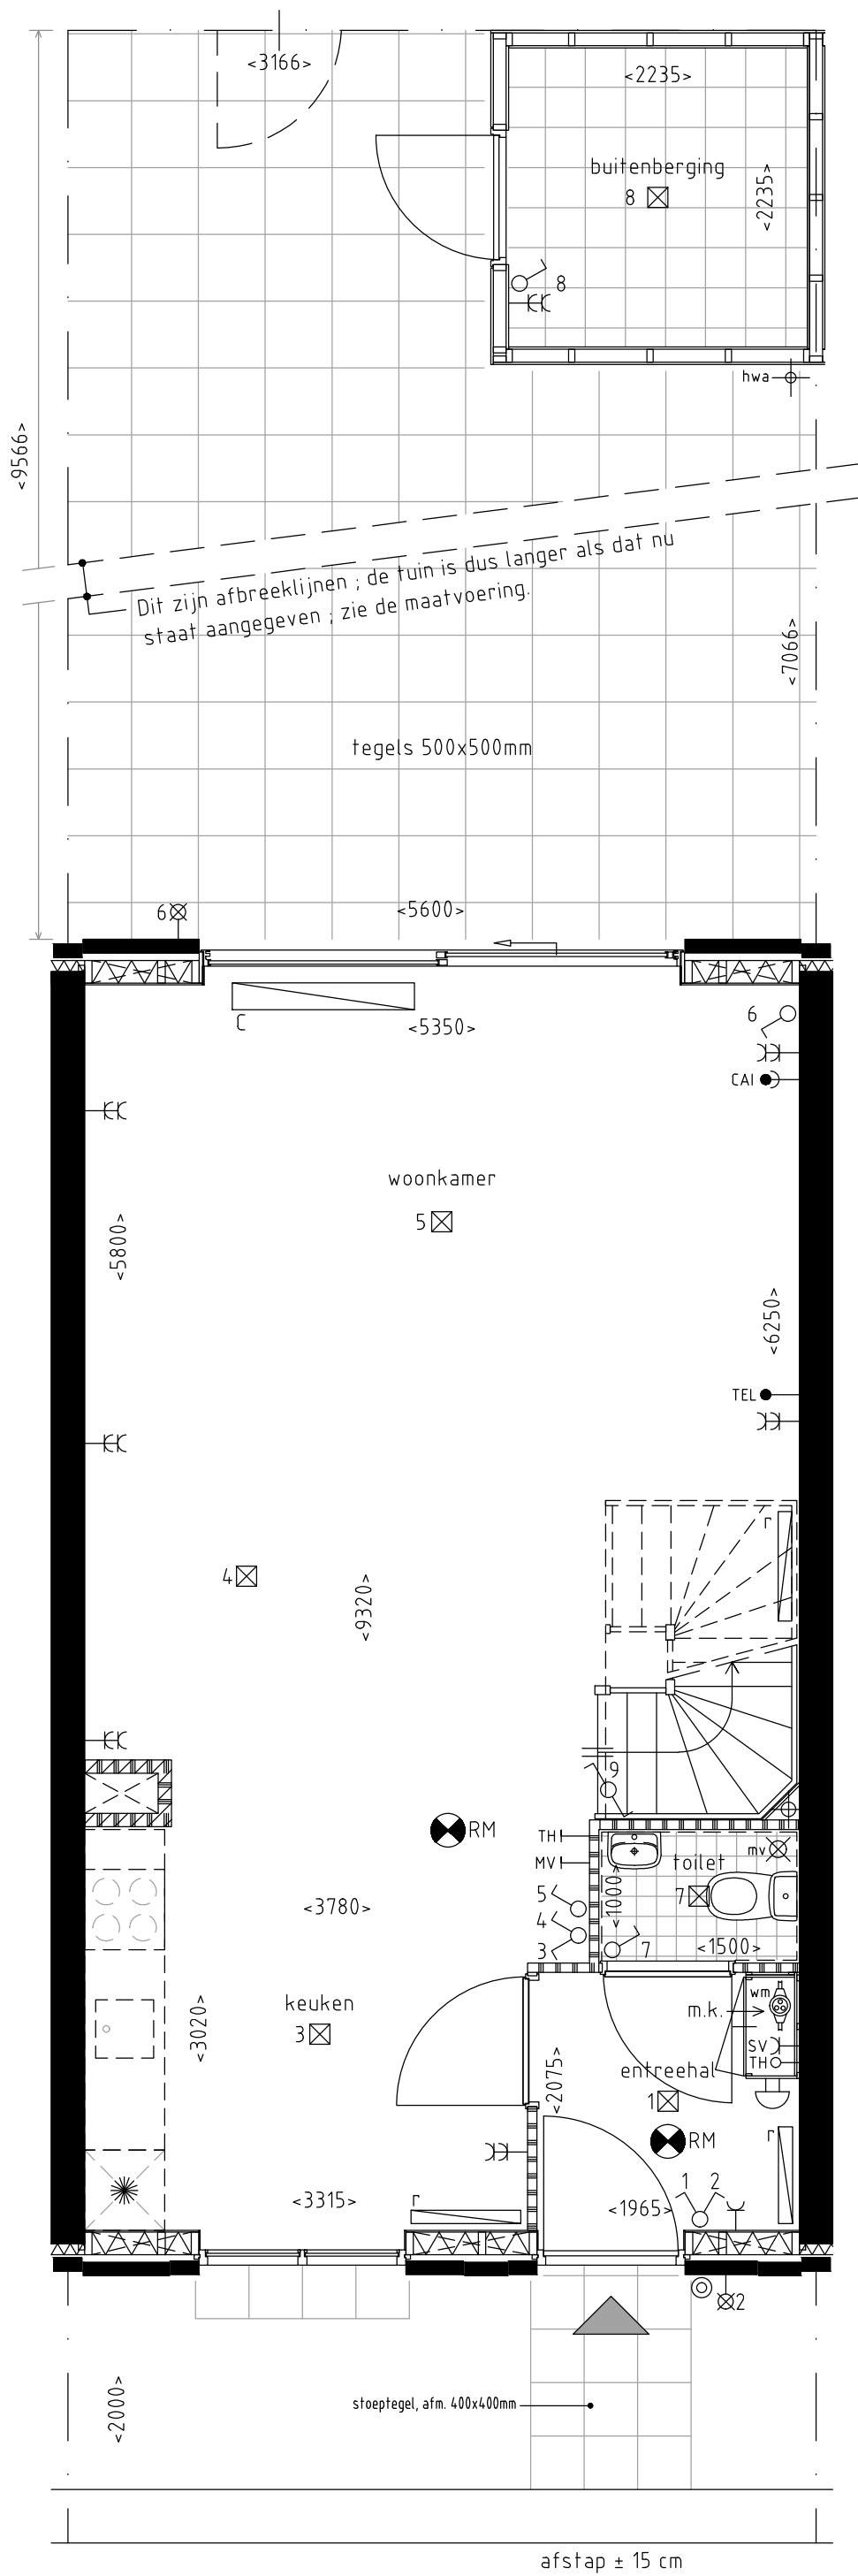 <3166>
<2235>
buitenberging
8
<2235>
8
hwa
<9566>
Dit zijn afbreeklijnen ; de tuin is dus langer als dat nu
staat aangegeven ; zie de maatvoering.
<7066>
tegels 500x500mm
6
<5600>
C
<5350>
6
CAI
woonkamer
5
<5800>
<6250>
TEL
r
4
<9320>
9
RM
TH
MV
toilet
mv
5
7
<1000>
4
3
7
<1500>
<3780>
keuken
3
<3020>
wm
m.k.
SV
TH
entreehal
1
<2075>
RM
r
<3315>
r
<1965>
1
2
2
<2000>
stoeptegel, afm. 400x400mm
afstap ± 15 cm